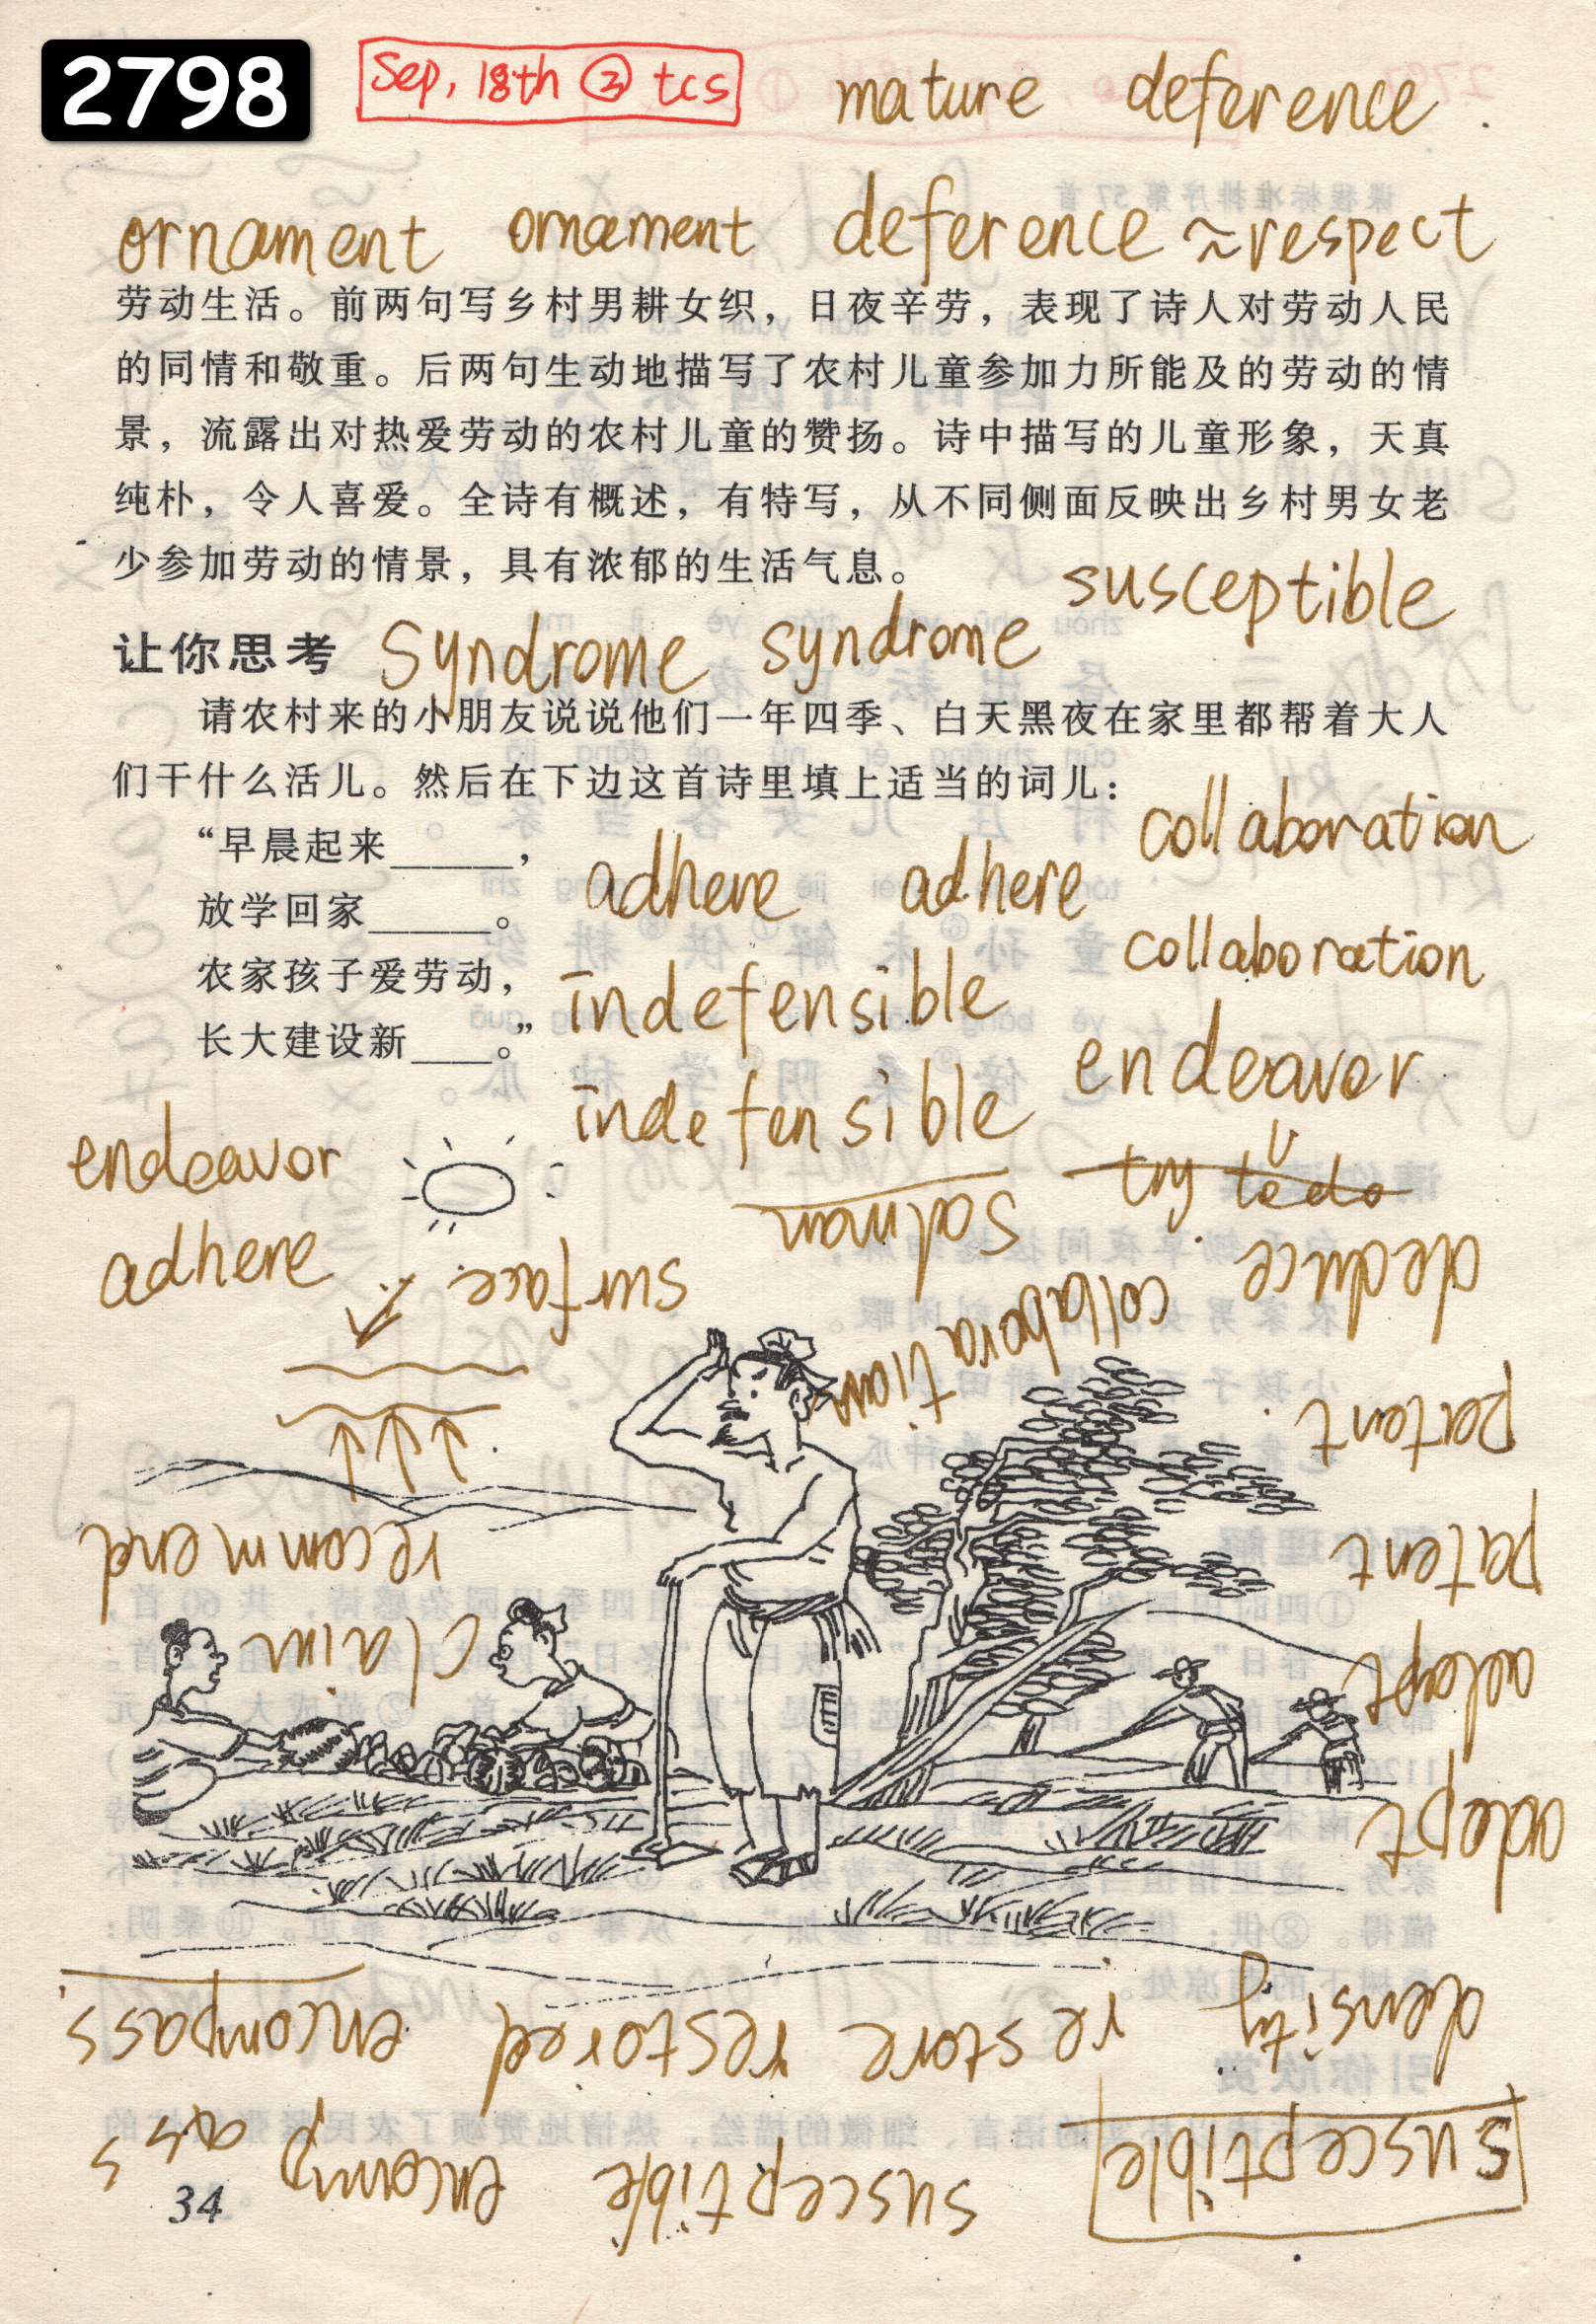 2798
Sep, 18th ③ tcs
mature deference
ornament ornament deference ≈respect
劳动生活。前两句写乡村男耕女织，日夜辛劳，表现了诗人对劳动人民
的同情和敬重。后两句生动地描写了农村儿童参加力所能及的劳动的情
景，流露出对热爱劳动的农村儿童的赞扬。诗中描写的儿童形象，天真
纯朴，令人喜爱。全诗有概述，有特写，从不同侧面反映出乡村男女老
少参加劳动的情景，具有浓郁的生活气息。
susceptible
让你思考 syndrome syndrome
请农村来的小朋友说说他们一年四季、白天黑夜在家里都帮着大人
们干什么活儿。然后在下边这首诗里填上适当的词儿：
“早晨起来______，
放学回家______。
农家孩子爱劳动，
长大建设新____。”
collaboration
adhere adhere
collaboration
indefensible
endeavor
indefensible
try to do
endeavor
adhere
surface
salmon
deduce
collaboration
patent
patent
recommend
claim
adept
adept
density restore restored encompass
susceptible susceptible encompass
34